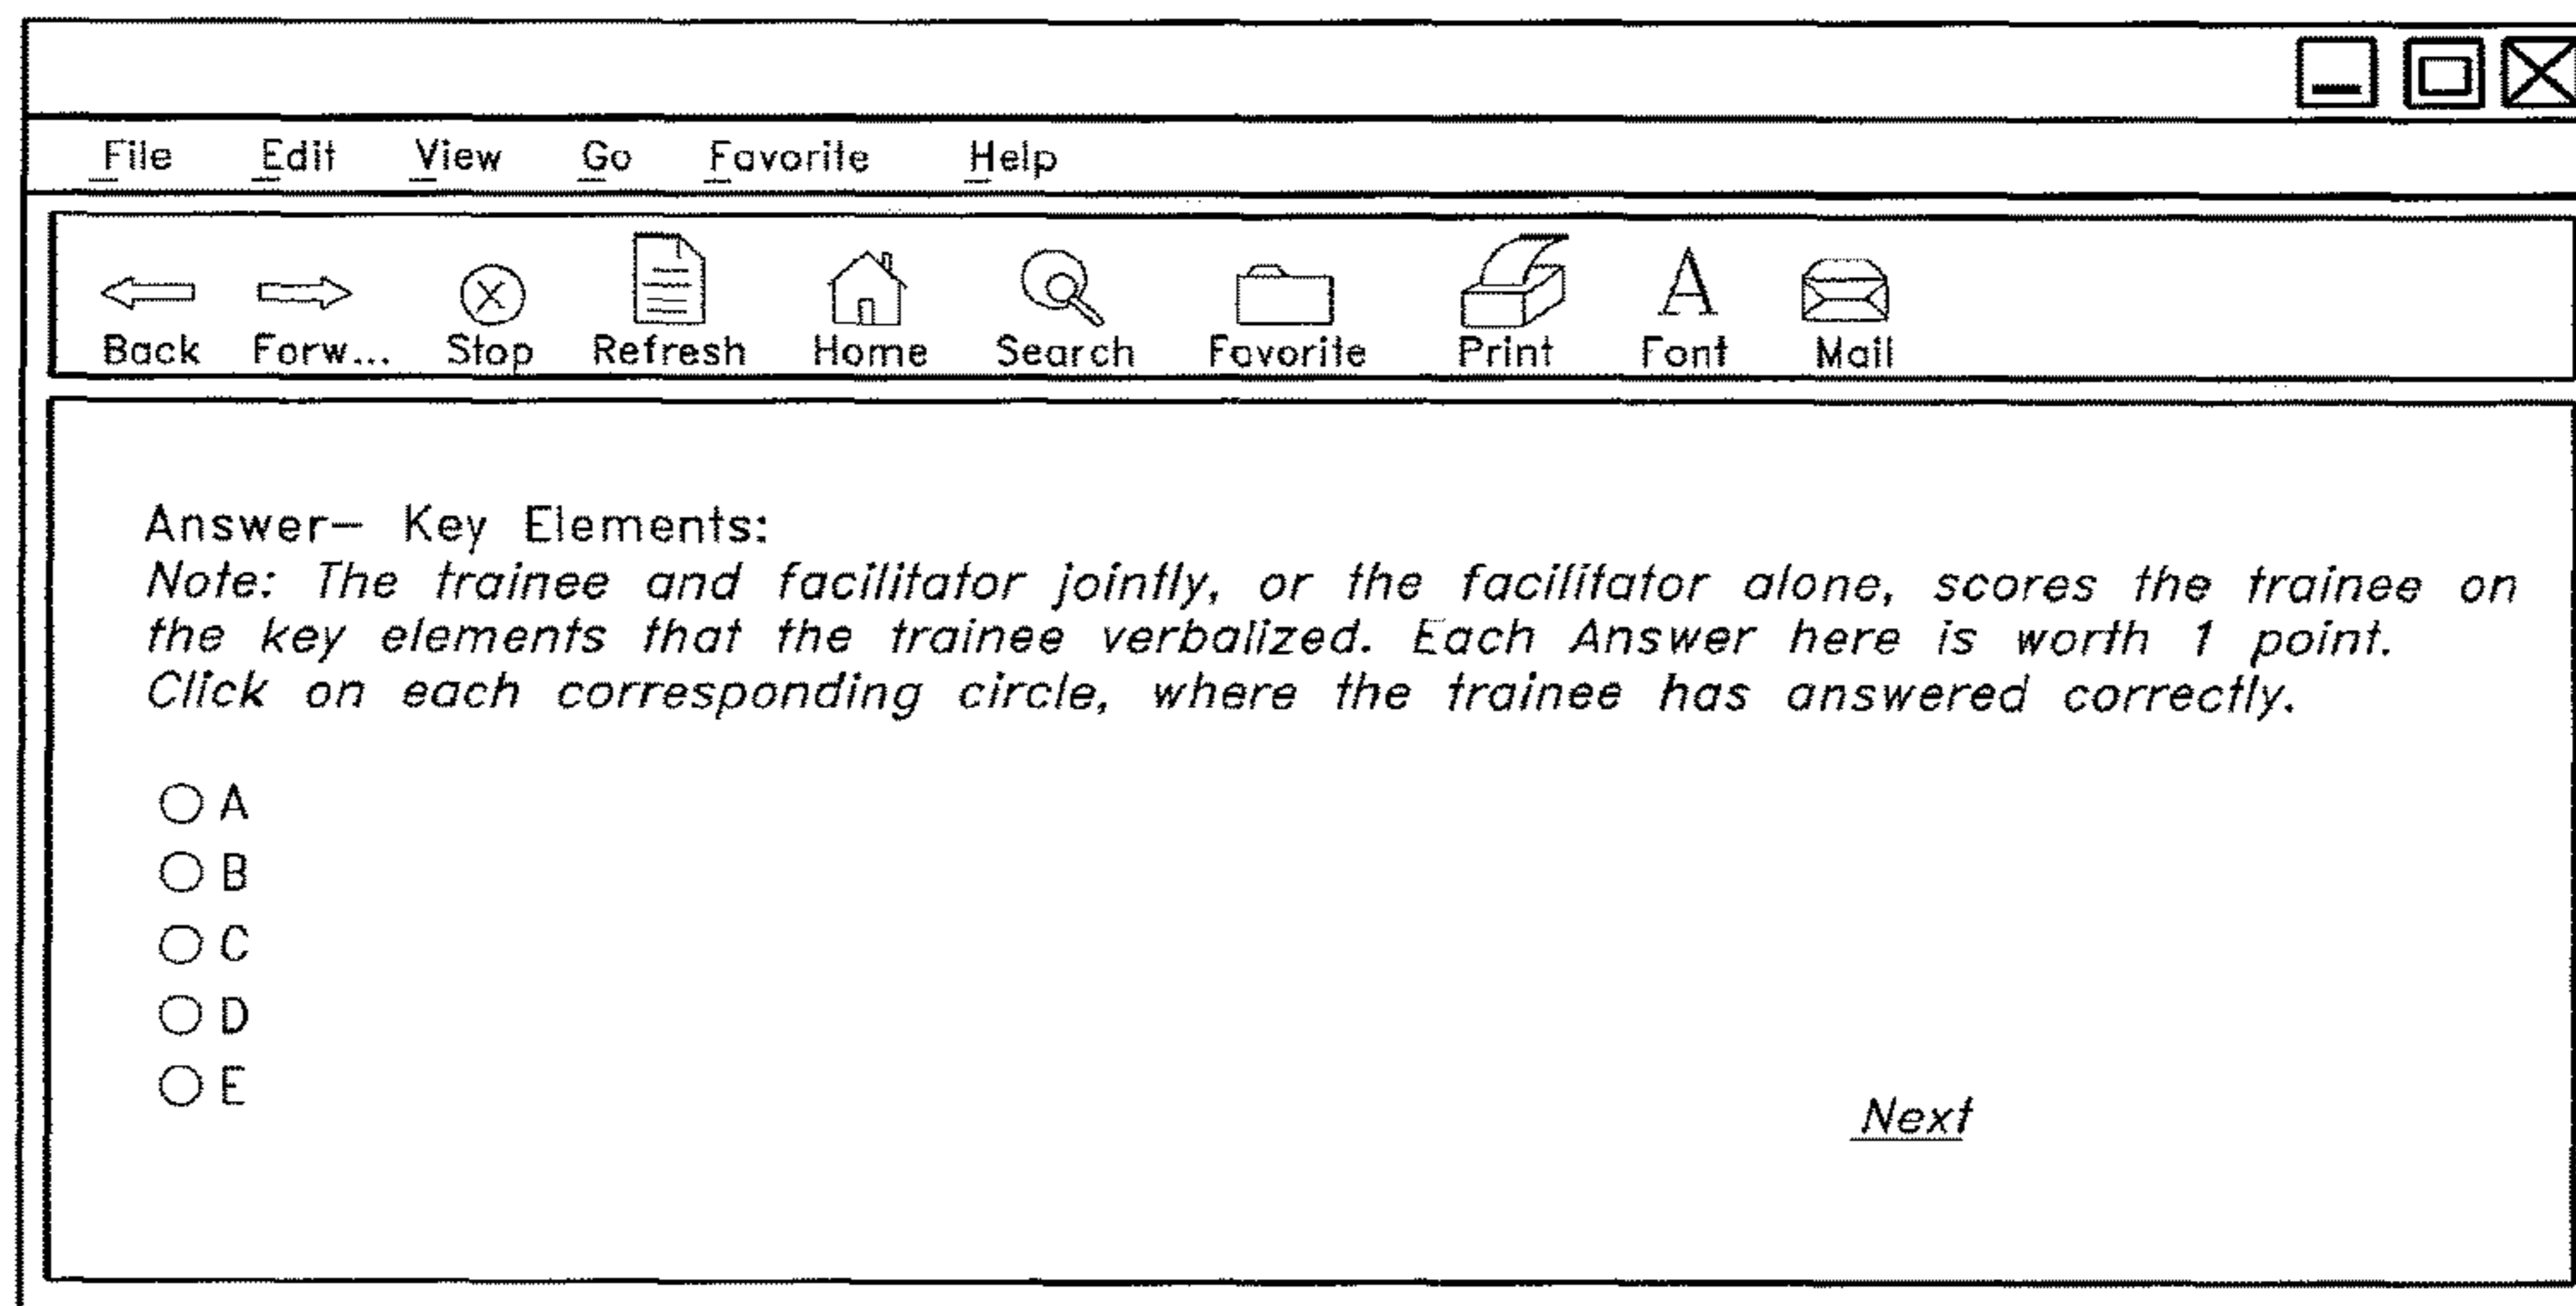 File Edit View Go Favorite Help
Back Forw... Stop Refresh Home Search Favorite Print Font Mail
Answer– Key Elements:
Note: The trainee and facilitator jointly, or the facilitator alone, scores the trainee on
the key elements that the trainee verbalized. Each Answer here is worth 1 point.
Click on each corresponding circle, where the trainee has answered correctly.
A
B
C
D
E
Next